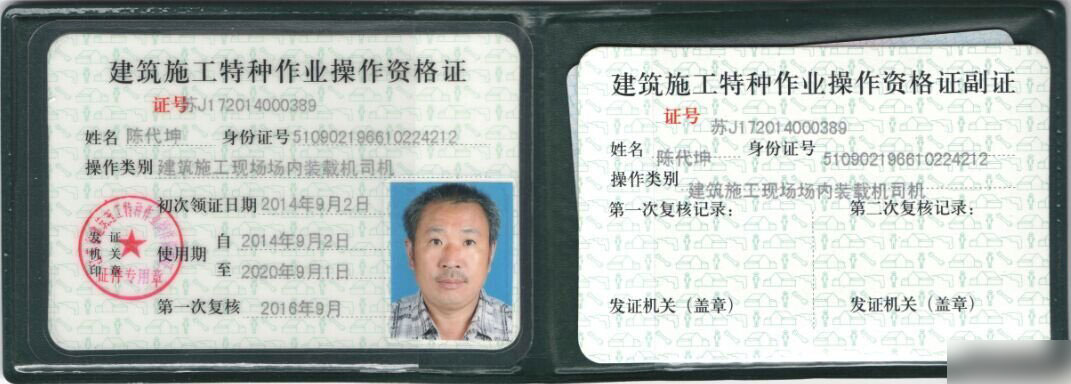 建筑施工特种作业操作资格证
证号 苏J172014000389
姓名 陈代坤 身份证号 510902196610224212
操作类别 建筑施工现场场内装载机司机
初次领证日期 2014年9月2日
发证机关印章
证件专用章
使用期 自 2014年9月2日
至 2020年9月1日
第一次复核 2016年9月
建筑施工特种作业操作资格证副证
证号 苏J172014000389
姓名 陈代坤 身份证号 510902196610224212
操作类别 建筑施工现场场内装载机司机
第一次复核记录: 第二次复核记录:
发证机关（盖章） 发证机关（盖章）